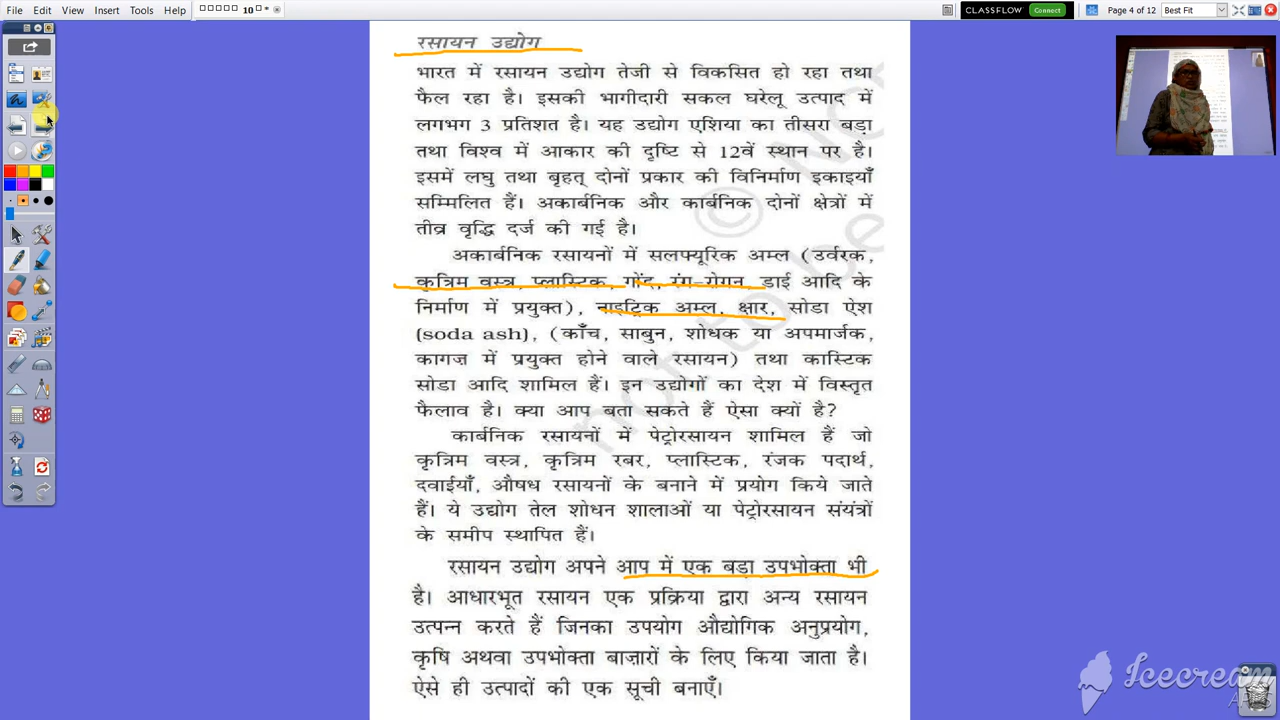 File Edit View Insert Tools Help
10 *
CLASSFLOW Connect
Page 4 of 12 Best Fit
रसायन उद्योग
भारत में रसायन उद्योग तेजी से विकसित हो रहा तथा
फैल रहा है। इसकी भागीदारी सकल घरेलू उत्पाद में
लगभग 3 प्रतिशत है। यह उद्योग एशिया का तीसरा बड़ा
तथा विश्व में आकार की दृष्टि से 12वें स्थान पर है।
इसमें लघु तथा बृहत् दोनों प्रकार की विनिर्माण इकाइयाँ
सम्मिलित हैं। अकार्बनिक और कार्बनिक दोनों क्षेत्रों में
तीव्र वृद्धि दर्ज की गई है।
अकार्बनिक रसायनों में सलफ्यूरिक अम्ल (उर्वरक,
कृत्रिम वस्त्र, प्लास्टिक, गोंद, रंग-रोगन, डाई आदि के
निर्माण में प्रयुक्त), नाइट्रिक अम्ल, क्षार, सोडा ऐश
(soda ash), (काँच, साबुन, शोधक या अपमार्जक,
कागज़ में प्रयुक्त होने वाले रसायन) तथा कास्टिक
सोडा आदि शामिल हैं। इन उद्योगों का देश में विस्तृत
फैलाव है। क्या आप बता सकते हैं ऐसा क्यों है?
कार्बनिक रसायनों में पेट्रोरसायन शामिल हैं जो
कृत्रिम वस्त्र, कृत्रिम रबर, प्लास्टिक, रंजक पदार्थ,
दवाईयाँ, औषध रसायनों के बनाने में प्रयोग किये जाते
हैं। ये उद्योग तेल शोधन शालाओं या पेट्रोरसायन संयंत्रों
के समीप स्थापित हैं।
रसायन उद्योग अपने आप में एक बड़ा उपभोक्ता भी
है। आधारभूत रसायन एक प्रक्रिया द्वारा अन्य रसायन
उत्पन्न करते हैं जिनका उपयोग औद्योगिक अनुप्रयोग,
कृषि अथवा उपभोक्ता बाज़ारों के लिए किया जाता है।
ऐसे ही उत्पादों की एक सूची बनाएँ।
© NC
not to be
Icecream
Apps